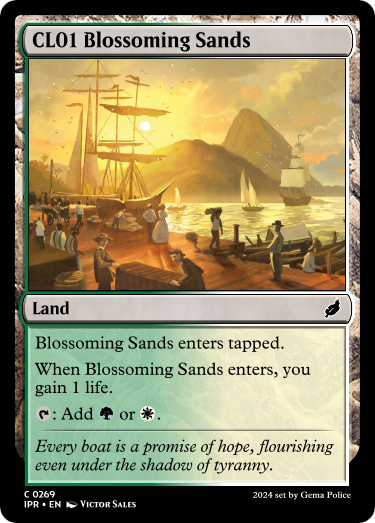 CL01 Blossoming Sands
Land
Blossoming Sands enters tapped.
When Blossoming Sands enters, you
gain 1 life.
: Add or .
Every boat is a promise of hope, flourishing
even under the shadow of tyranny.
C 0269
IPR • EN VICTOR SALES
2024 set by Gema Police